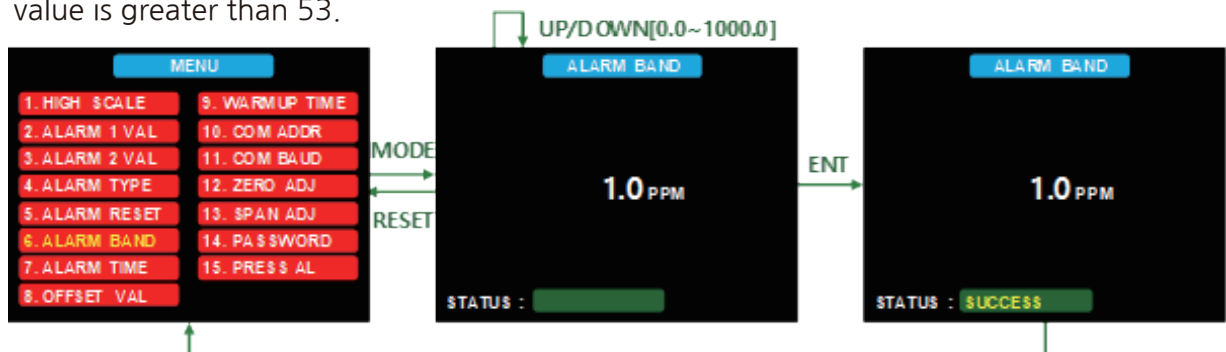 value is greater than 53.
UP/DOWN[0.0~1000.0]
MENU
1. HIGH SCALE
2. ALARM 1 VAL
3. ALARM 2 VAL
4. ALARM TYPE
5. ALARM RESET
6. ALARM BAND
7. ALARM TIME
8. OFFSET VAL
9. WARMUP TIME
10. COM ADDR
11. COM BAUD
12. ZERO ADJ
13. SPAN ADJ
14. PASSWORD
15. PRESS AL
MODE
RESET
ALARM BAND
1.0 PPM
STATUS :
ENT
ALARM BAND
1.0 PPM
STATUS : SUCCESS